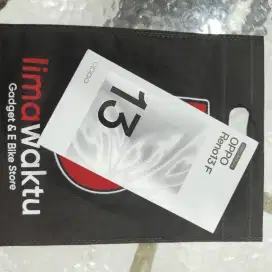 limawaktu
Gadget & E Bike Store
oppo
13
OPPO
Reno13 F